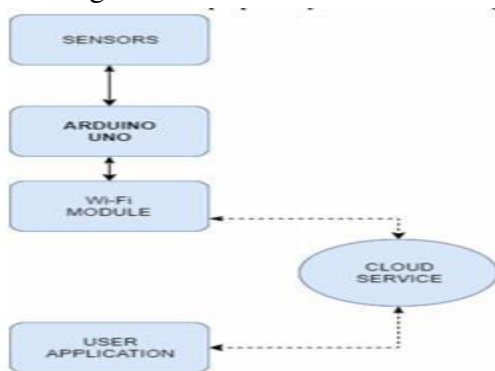 SENSORS
ARDUINO
UNO
Wi-Fi
MODULE
CLOUD
SERVICE
USER
APPLICATION